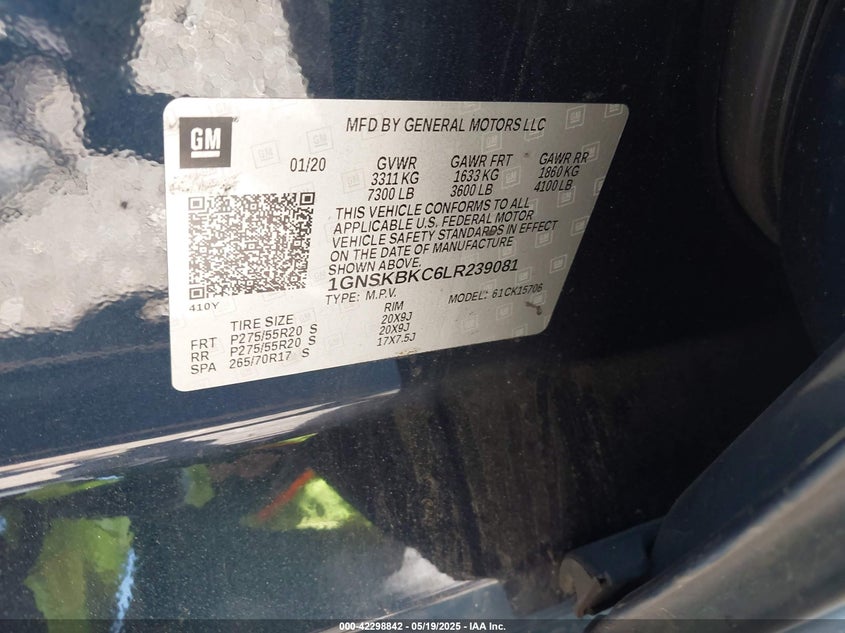 GM
MFD BY GENERAL MOTORS LLC
01/20 GVWR GAWR FRT GAWR RR
3311 KG 1633 KG 1860 KG
7300 LB 3600 LB 4100 LB
THIS VEHICLE CONFORMS TO ALL
APPLICABLE U.S. FEDERAL MOTOR
VEHICLE SAFETY STANDARDS IN EFFECT
ON THE DATE OF MANUFACTURE
SHOWN ABOVE.
1GNSKBKC6LR239081
TYPE: M.P.V. MODEL: 61CK15706
410Y
TIRE SIZE RIM
FRT P275/55R20 S 20X9J
RR P275/55R20 S 20X9J
SPA 265/70R17 S 17X7.5J
000-42298842 - 05/19/2025 - IAA Inc.